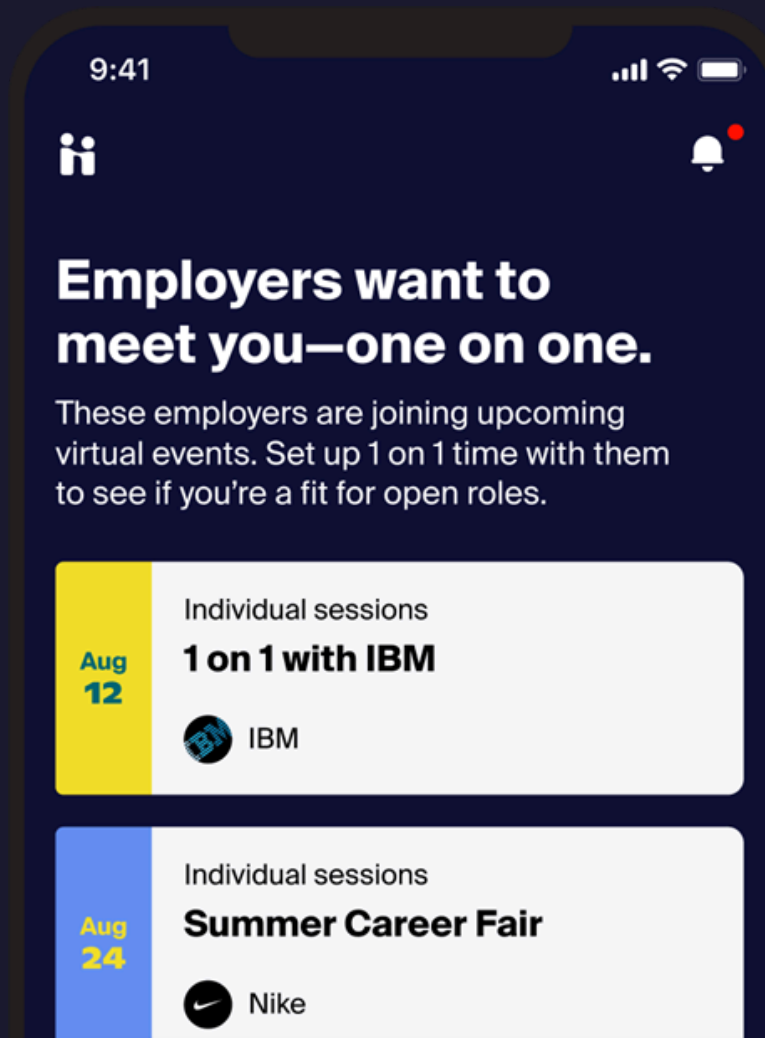 9:41
Employers want to
meet you—one on one.
These employers are joining upcoming
virtual events. Set up 1 on 1 time with them
to see if you’re a fit for open roles.
Aug
12
Individual sessions
1 on 1 with IBM
IBM
IBM
Aug
24
Individual sessions
Summer Career Fair
Nike